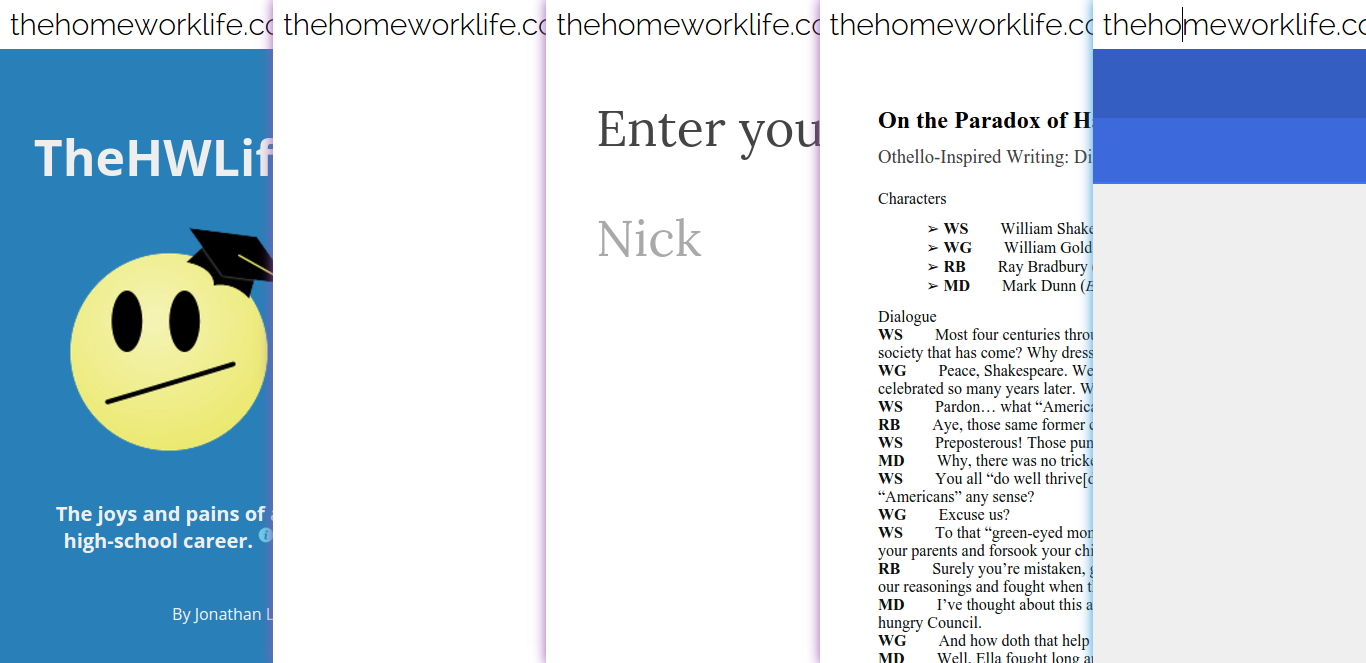 thehomeworklife.co
thehomeworklife.co
thehomeworklife.co
thehomeworklife.co
thehomeworklife.co
TheHWLif
The joys and pains of a
high-school career.
By Jonathan L
Enter you
Nick
On the Paradox of H
Othello-Inspired Writing: Di
Characters
➢ WS William Shake
➢ WG William Gold
➢ RB Ray Bradbury
➢ MD Mark Dunn (E
Dialogue
WS Most four centuries throu
society that has come? Why dress
WG Peace, Shakespeare. We
celebrated so many years later. W
WS Pardon… what “America
RB Aye, those same former c
WS Preposterous! Those pun
MD Why, there was no tricke
WS You all “do well thrive[d
“Americans” any sense?
WG Excuse us?
WS To that “green-eyed mon
your parents and forsook your chi
RB Surely you’re mistaken, g
our reasonings and fought when t
MD I’ve thought about this a
hungry Council.
WG And how doth that help
MD Well, Ella fought long a